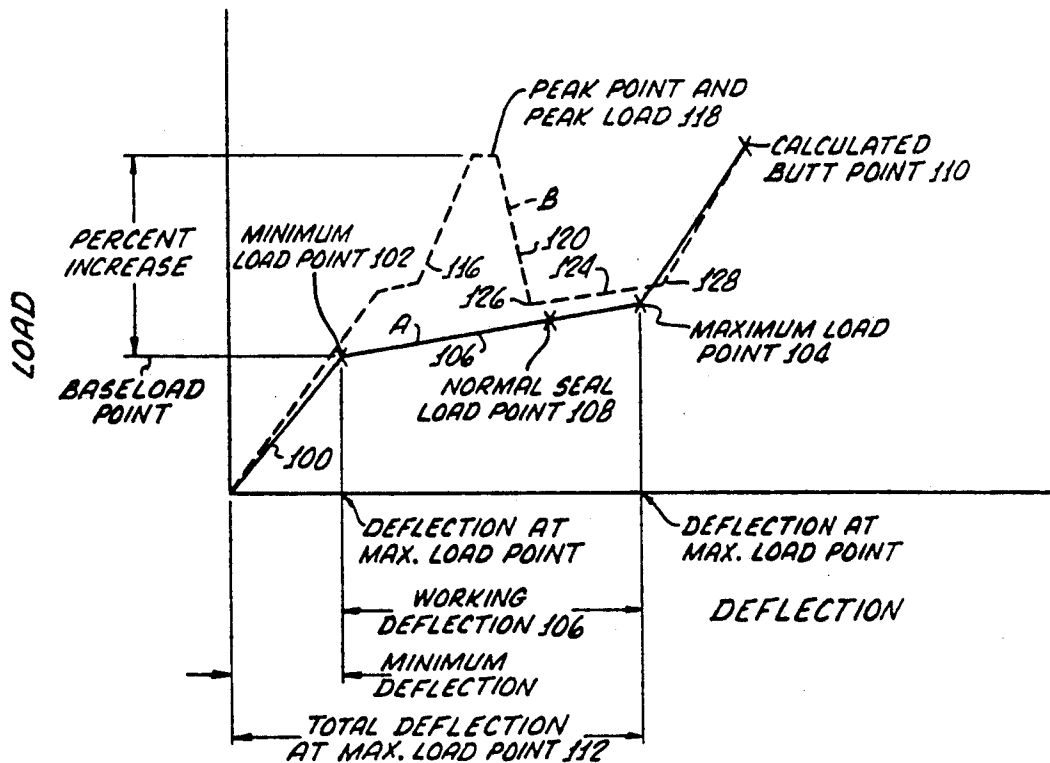 PEAK POINT AND
PEAK LOAD 118
CALCULATED
BUTT POINT 110
B
PERCENT
INCREASE
MINIMUM
LOAD POINT 102
116
120
124
126
128
A
106
MAXIMUM LOAD
POINT 104
LOAD
BASELOAD
POINT
NORMAL SEAL
LOAD POINT 108
100
DEFLECTION AT
MAX. LOAD POINT
DEFLECTION AT
MAX. LOAD POINT
WORKING
DEFLECTION 106
DEFLECTION
MINIMUM
DEFLECTION
TOTAL DEFLECTION
AT MAX. LOAD POINT 112